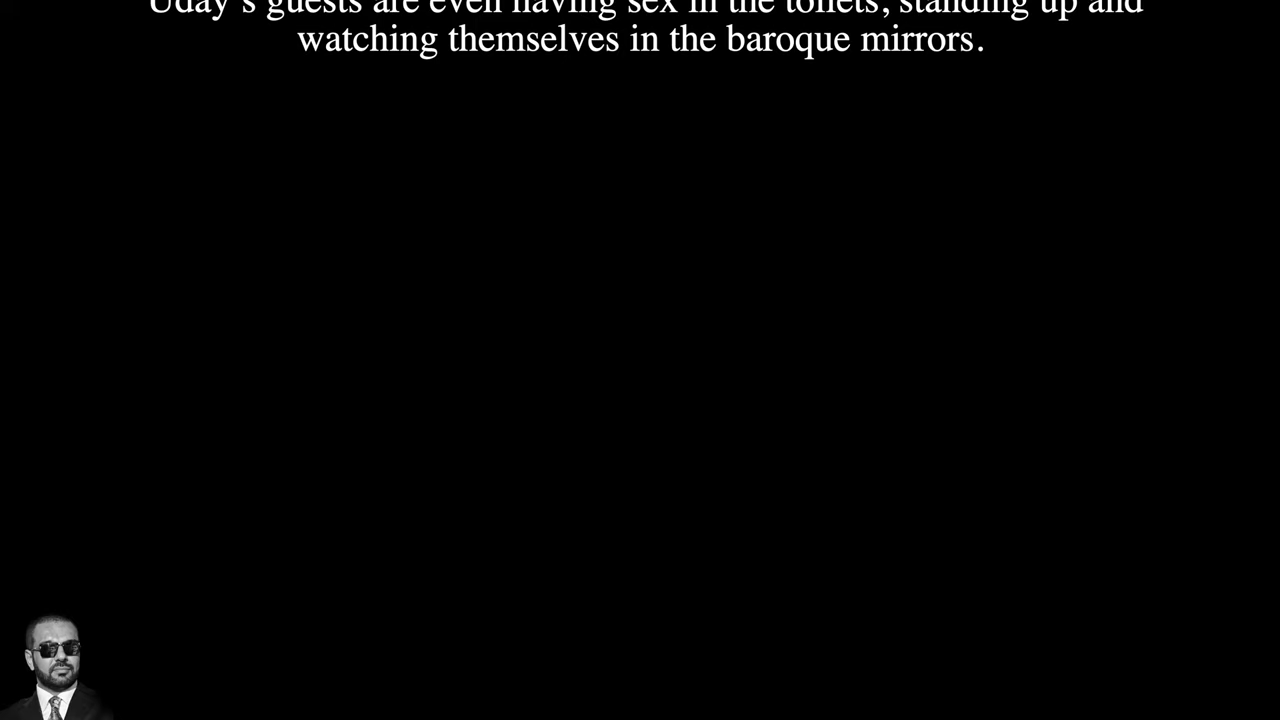 Uday's guests are even having sex in the toilets, standing up and
watching themselves in the baroque mirrors.